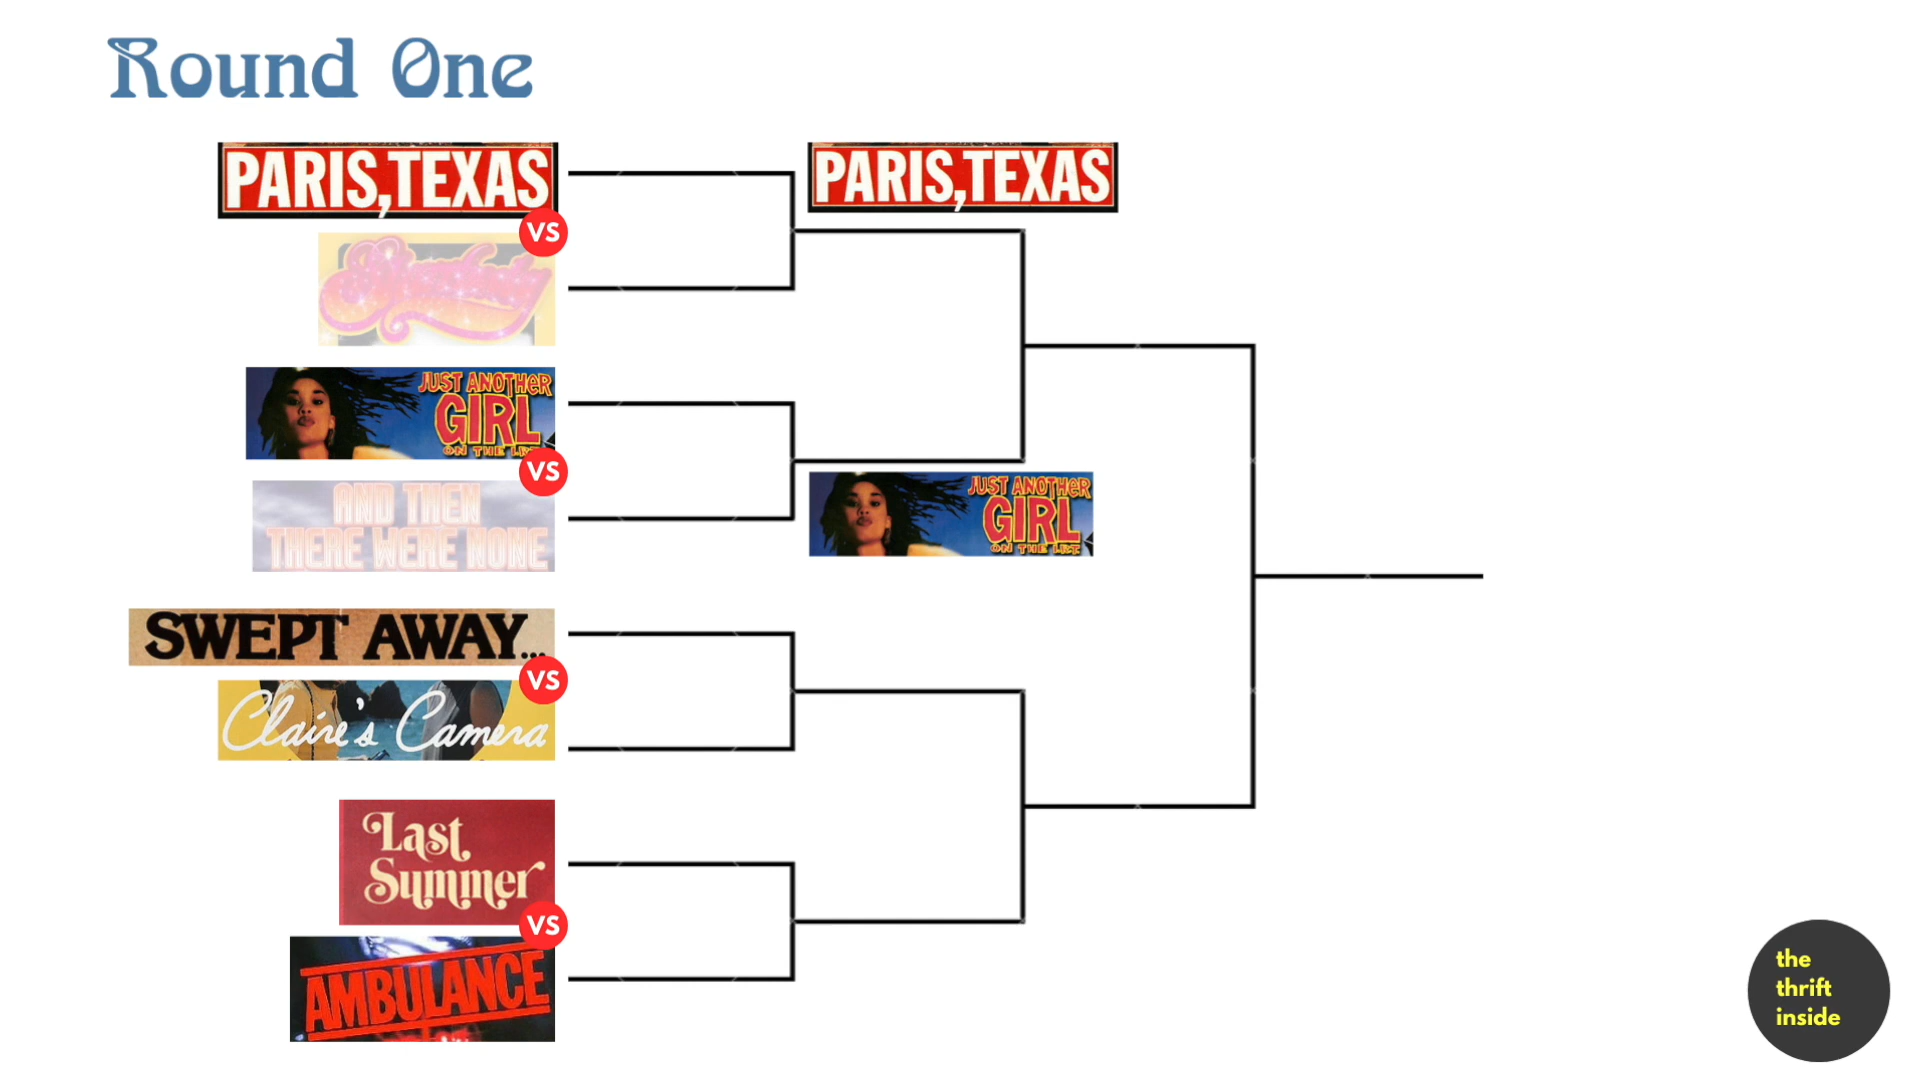 Round One
PARIS,TEXAS
PARIS,TEXAS
VS
JUST ANOTHER
GIRL
ON THE I.R.T.
VS
AND THEN
THERE WERE NONE
JUST ANOTHER
GIRL
ON THE I.R.T.
SWEPT AWAY...
VS
Claire's Camera
Last
Summer
VS
AMBULANCE
the
thrift
inside